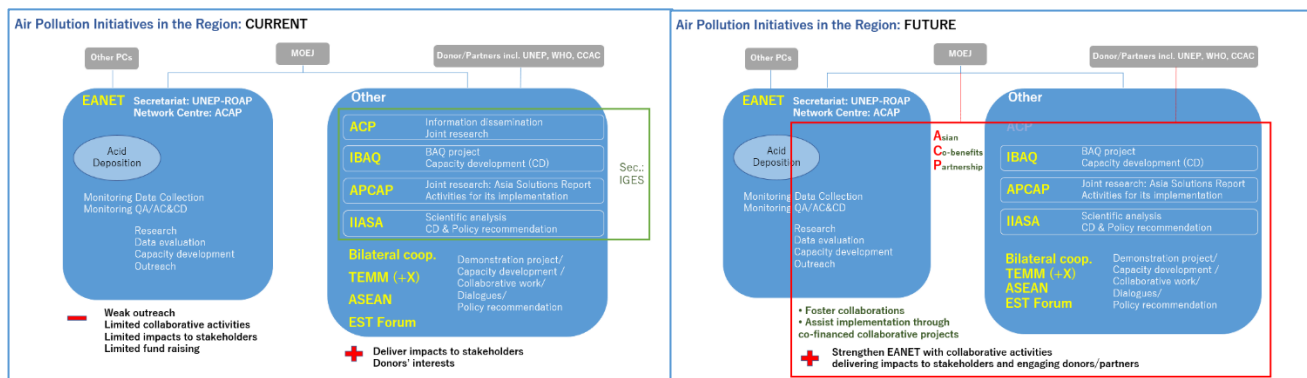 Air Pollution Initiatives in the Region: CURRENT
Other PCs
MOEJ
Donor/Partners incl. UNEP, WHO, CCAC
EANET Secretariat: UNEP-ROAP
Network Centre: ACAP
Acid
Deposition
Monitoring Data Collection
Monitoring QA/AC&CD
Research
Data evaluation
Capacity development
Outreach
Weak outreach
Limited collaborative activities
Limited impacts to stakeholders
Limited fund raising
Other
ACP Information dissemination
Joint research
IBAQ BAQ project
Capacity development (CD)
APCAP Joint research: Asia Solutions Report
Activities for its implementation
IIASA Scientific analysis
CD & Policy recommendation
Sec.:
IGES
Bilateral coop.
TEMM (+X)
ASEAN
EST Forum
Demonstration project/
Capacity development /
Collaborative work/
Dialogues/
Policy recommendation
Deliver impacts to stakeholders
Donors' interests
Air Pollution Initiatives in the Region: FUTURE
Other PCs
MOEJ
Donor/Partners incl. UNEP, WHO, CCAC
EANET Secretariat: UNEP-ROAP
Network Centre: ACAP
Acid
Deposition
Monitoring Data Collection
Monitoring QA/AC&CD
Research
Data evaluation
Capacity development
Outreach
Asian
Co-benefits
Partnership
Other
ACP
IBAQ BAQ project
Capacity development (CD)
APCAP Joint research: Asia Solutions Report
Activities for its implementation
IIASA Scientific analysis
CD & Policy recommendation
Bilateral coop.
TEMM (+X)
ASEAN
EST Forum
Demonstration project/
Capacity development /
Collaborative work/
Dialogues/
Policy recommendation
• Foster collaborations
• Assist implementation through
co-financed collaborative projects
Strengthen EANET with collaborative activities
delivering impacts to stakeholders and engaging donors/partners